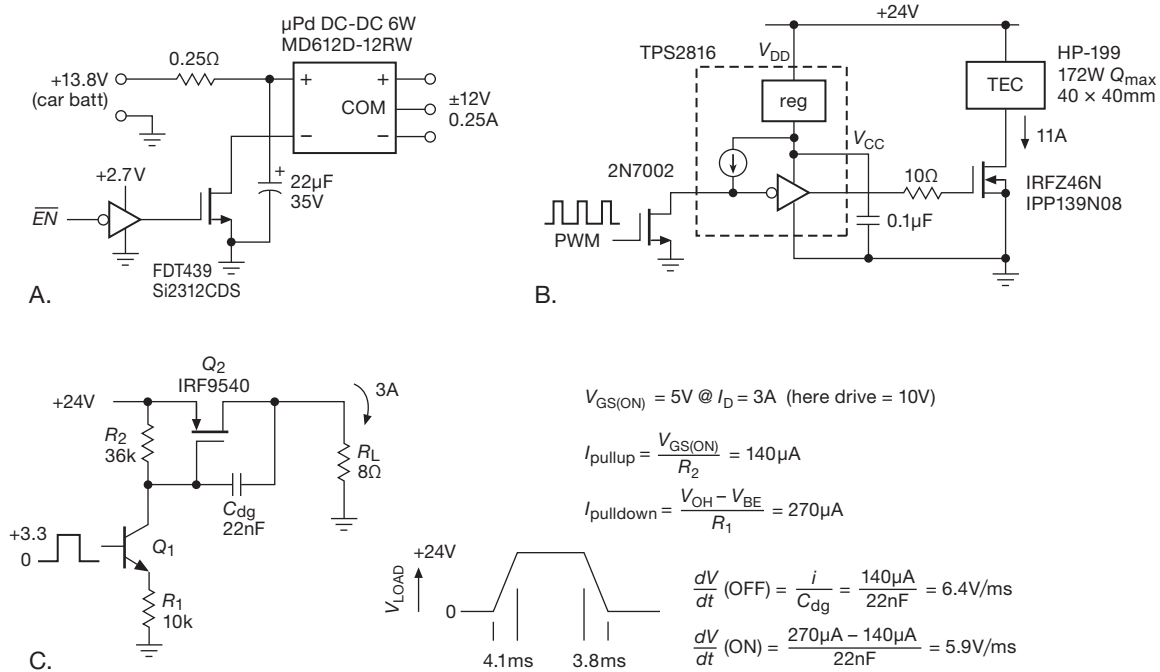 µPd DC-DC 6W
MD612D-12RW
0.25Ω
+13.8V
(car batt)
+
+
COM
–
–
±12V
0.25A
+2.7V
EN
+
22µF
35V
FDT439
Si2312CDS
A.
+24V
TPS2816
VDD
reg
VCC
HP-199
172W Qmax
40 × 40mm
TEC
11A
2N7002
10Ω
0.1µF
IRFZ46N
IPP139N08
PWM
B.
Q2
IRF9540
+24V
3A
R2
36k
RL
8Ω
Cdg
22nF
+3.3
0
Q1
R1
10k
C.
VLOAD
+24V
0
4.1ms
3.8ms
VGS(ON) = 5V @ ID = 3A (here drive = 10V)
Ipullup = VGS(ON) / R2 = 140µA
Ipulldown = VOH – VBE / R1 = 270µA
dV / dt (OFF) = i / Cdg = 140µA / 22nF = 6.4V/ms
dV / dt (ON) = 270µA – 140µA / 22nF = 5.9V/ms